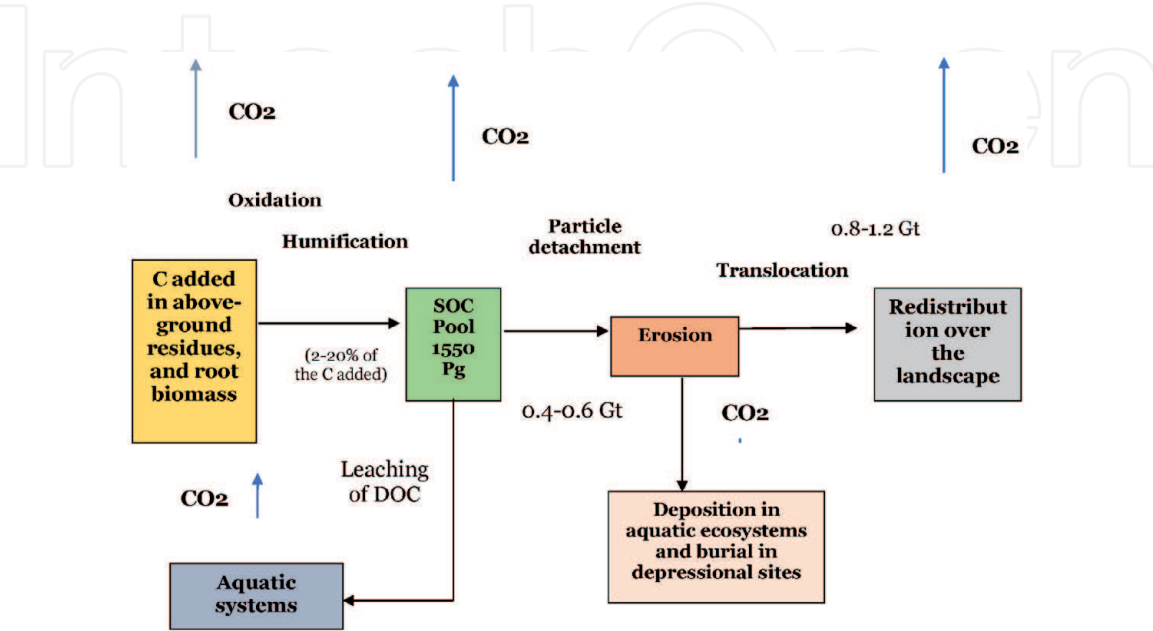 IntechOpen
CO2
CO2
CO2
Oxidation
Humification
Particle
detachment
0.8-1.2 Gt
Translocation
C added
in above-
ground
residues,
and root
biomass
(2-20% of
the C added)
SOC
Pool
1550
Pg
Erosion
Redistribut
ion over
the
landscape
0.4-0.6 Gt
CO2
Leaching
of DOC
CO2
Deposition in
aquatic ecosystems
and burial in
depressional sites
Aquatic
systems